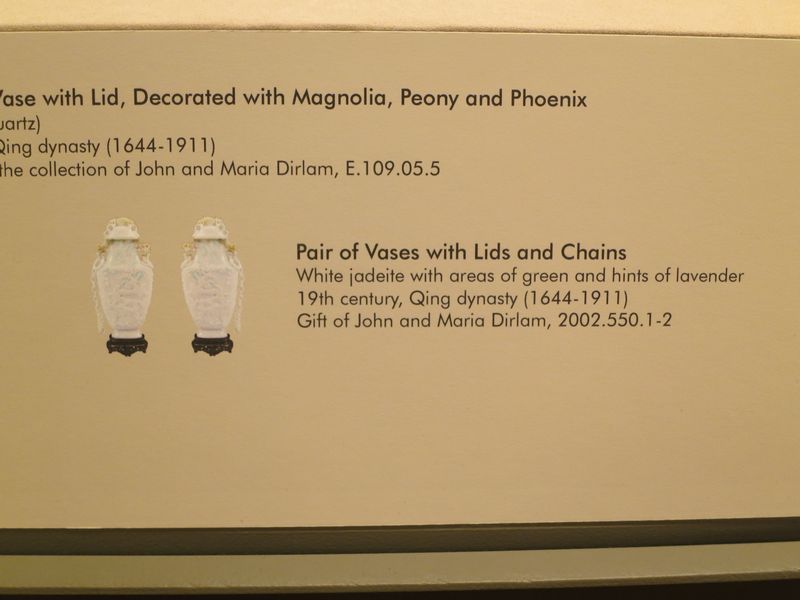 Vase with Lid, Decorated with Magnolia, Peony and Phoenix
uartz)
Qing dynasty (1644-1911)
the collection of John and Maria Dirlam, E.109.05.5
Pair of Vases with Lids and Chains
White jadeite with areas of green and hints of lavender
19th century, Qing dynasty (1644-1911)
Gift of John and Maria Dirlam, 2002.550.1-2